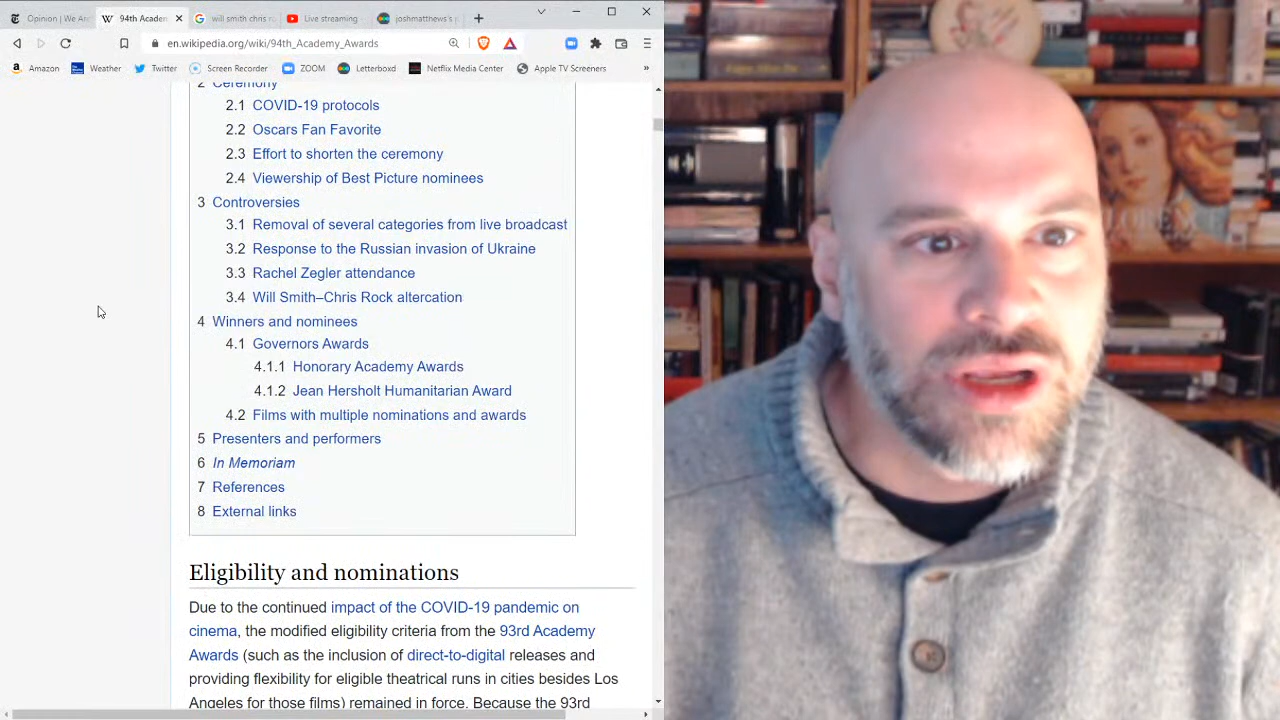 Opinion | We Ar
94th Academ
will smith chris ro
Live streaming
joshmatthews's
en.wikipedia.org/wiki/94th_Academy_Awards
Amazon Weather Twitter Screen Recorder ZOOM Letterboxd Netflix Media Center Apple TV Screeners »
2 Ceremony
2.1 COVID-19 protocols
2.2 Oscars Fan Favorite
2.3 Effort to shorten the ceremony
2.4 Viewership of Best Picture nominees
3 Controversies
3.1 Removal of several categories from live broadcast
3.2 Response to the Russian invasion of Ukraine
3.3 Rachel Zegler attendance
3.4 Will Smith–Chris Rock altercation
4 Winners and nominees
4.1 Governors Awards
4.1.1 Honorary Academy Awards
4.1.2 Jean Hersholt Humanitarian Award
4.2 Films with multiple nominations and awards
5 Presenters and performers
6 In Memoriam
7 References
8 External links
Eligibility and nominations
Due to the continued impact of the COVID-19 pandemic on
cinema, the modified eligibility criteria from the 93rd Academy
Awards (such as the inclusion of direct-to-digital releases and
providing flexibility for eligible theatrical runs in cities besides Los
Angeles for those films) remained in force. Because the 93rd